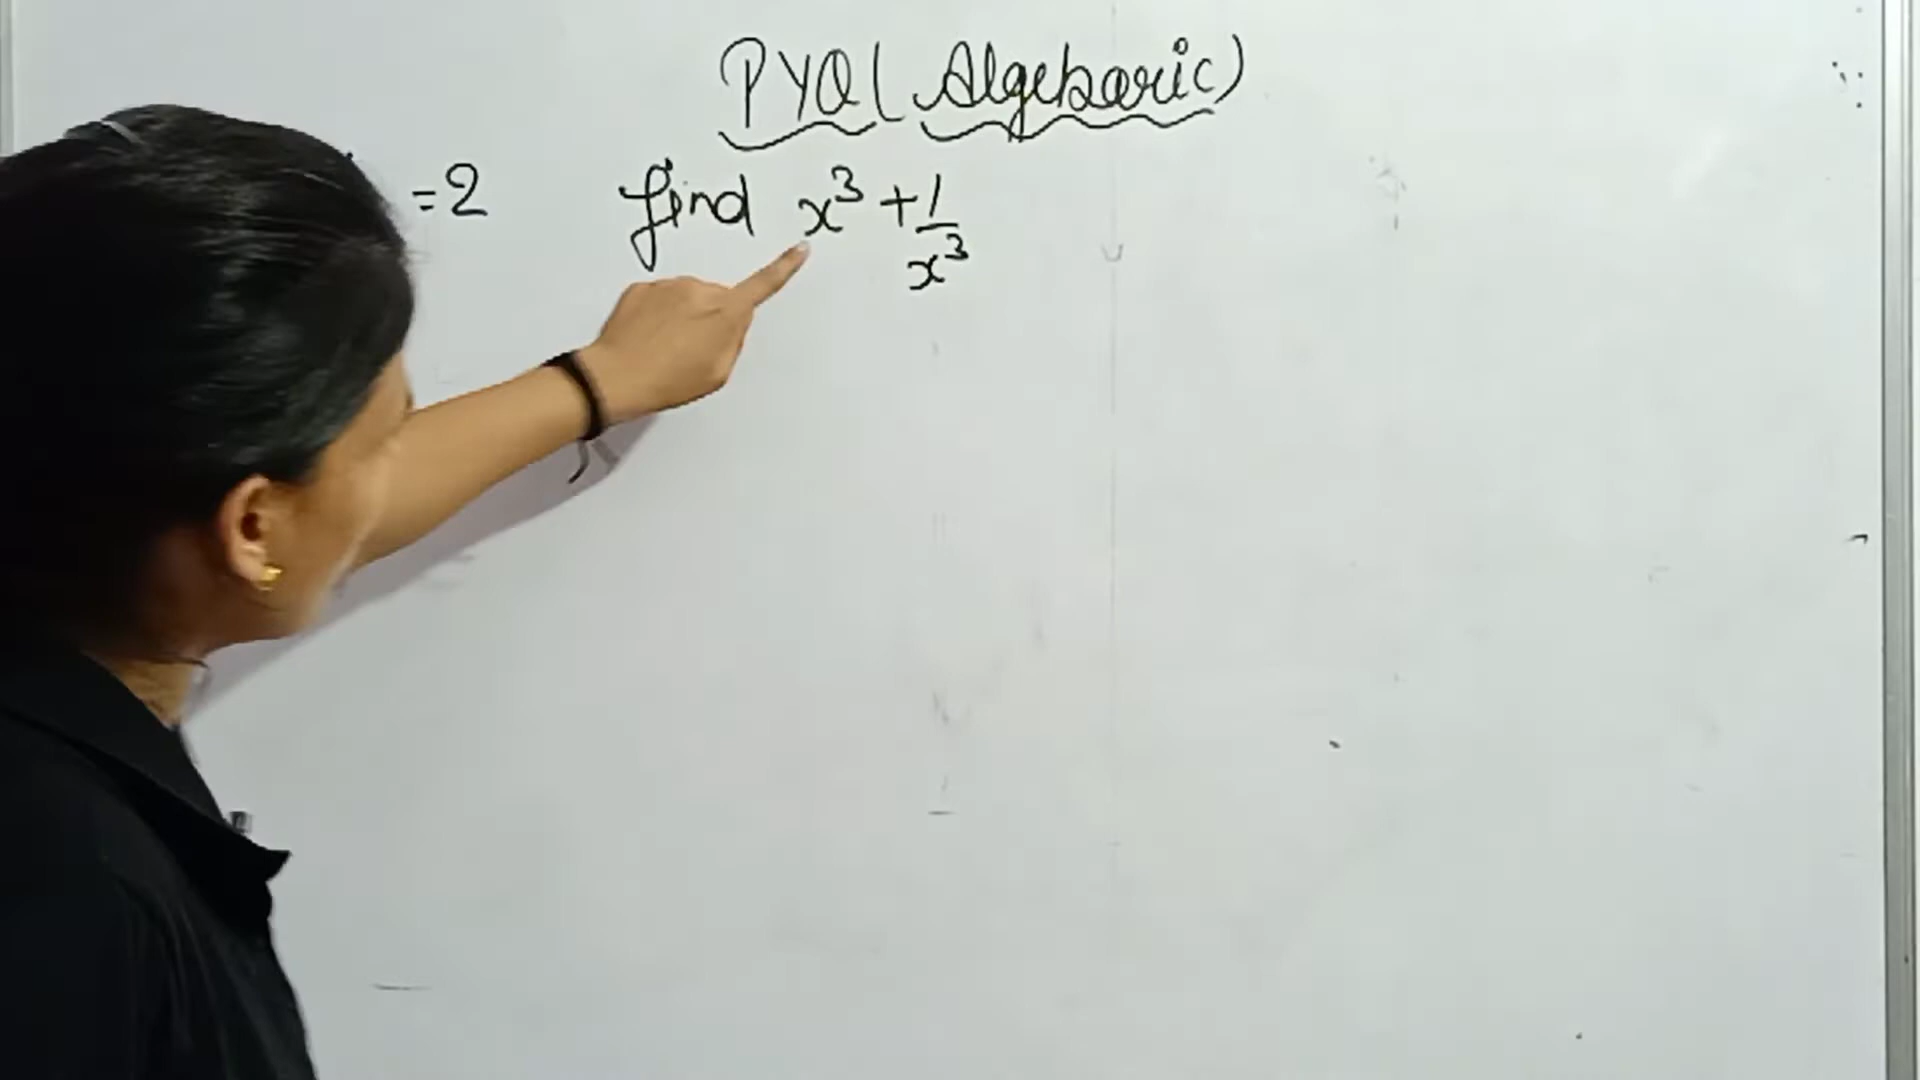 PYQ( Algebaric)
=2 find x³ + 1/x³